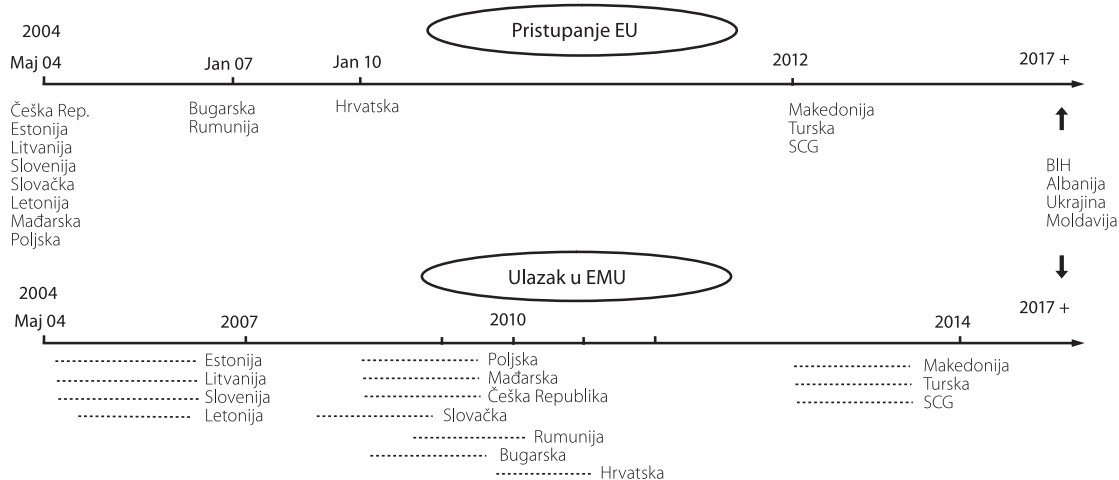 Pristupanje EU
2004
Maj 04
Jan 07
Jan 10
2012
2017 +
Češka Rep.
Estonija
Litvanija
Slovenija
Slovačka
Letonija
Mađarska
Poljska
Bugarska
Rumunija
Hrvatska
Makedonija
Turska
SCG
BIH
Albanija
Ukrajina
Moldavija
Ulazak u EMU
2004
Maj 04
2007
2010
2014
2017 +
Estonija
Litvanija
Slovenija
Letonija
Poljska
Mađarska
Češka Republika
Slovačka
Rumunija
Bugarska
Hrvatska
Makedonija
Turska
SCG